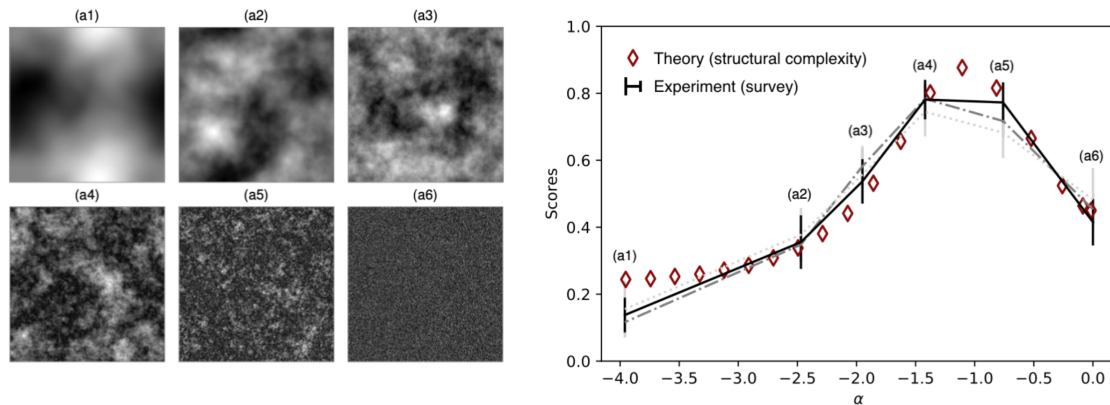 (a1) (a2) (a3)
(a4) (a5) (a6)
Scores
1.0
0.8
0.6
0.4
0.2
0.0
Theory (structural complexity)
Experiment (survey)
(a1)
(a2)
(a3)
(a4)
(a5)
(a6)
−4.0 −3.5 −3.0 −2.5 −2.0 −1.5 −1.0 −0.5 0.0
α